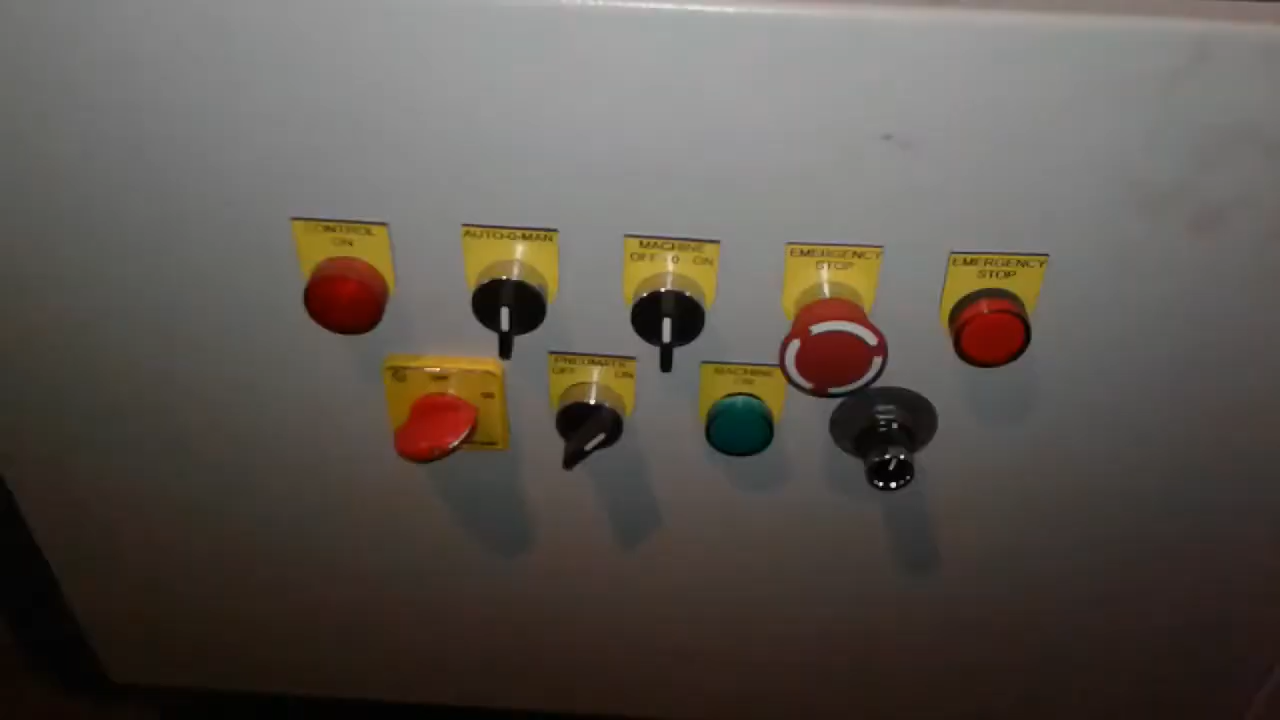 CONTROL
ON
AUTO-0-MAN
MACHINE
OFF 0 ON
EMERGENCY
STOP
EMERGENCY
STOP
PNEUMATIC
OFF ON
MACHINE
ON